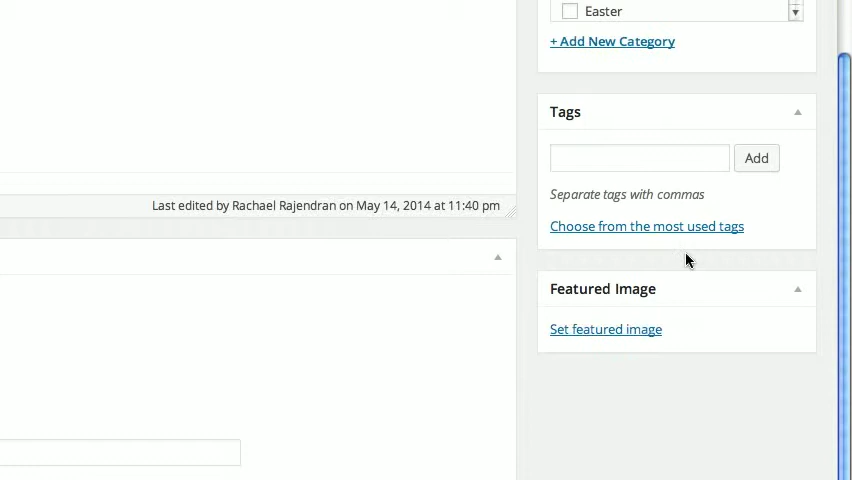 Easter
+ Add New Category
Tags
Add
Separate tags with commas
Last edited by Rachael Rajendran on May 14, 2014 at 11:40 pm
Choose from the most used tags
Featured Image
Set featured image